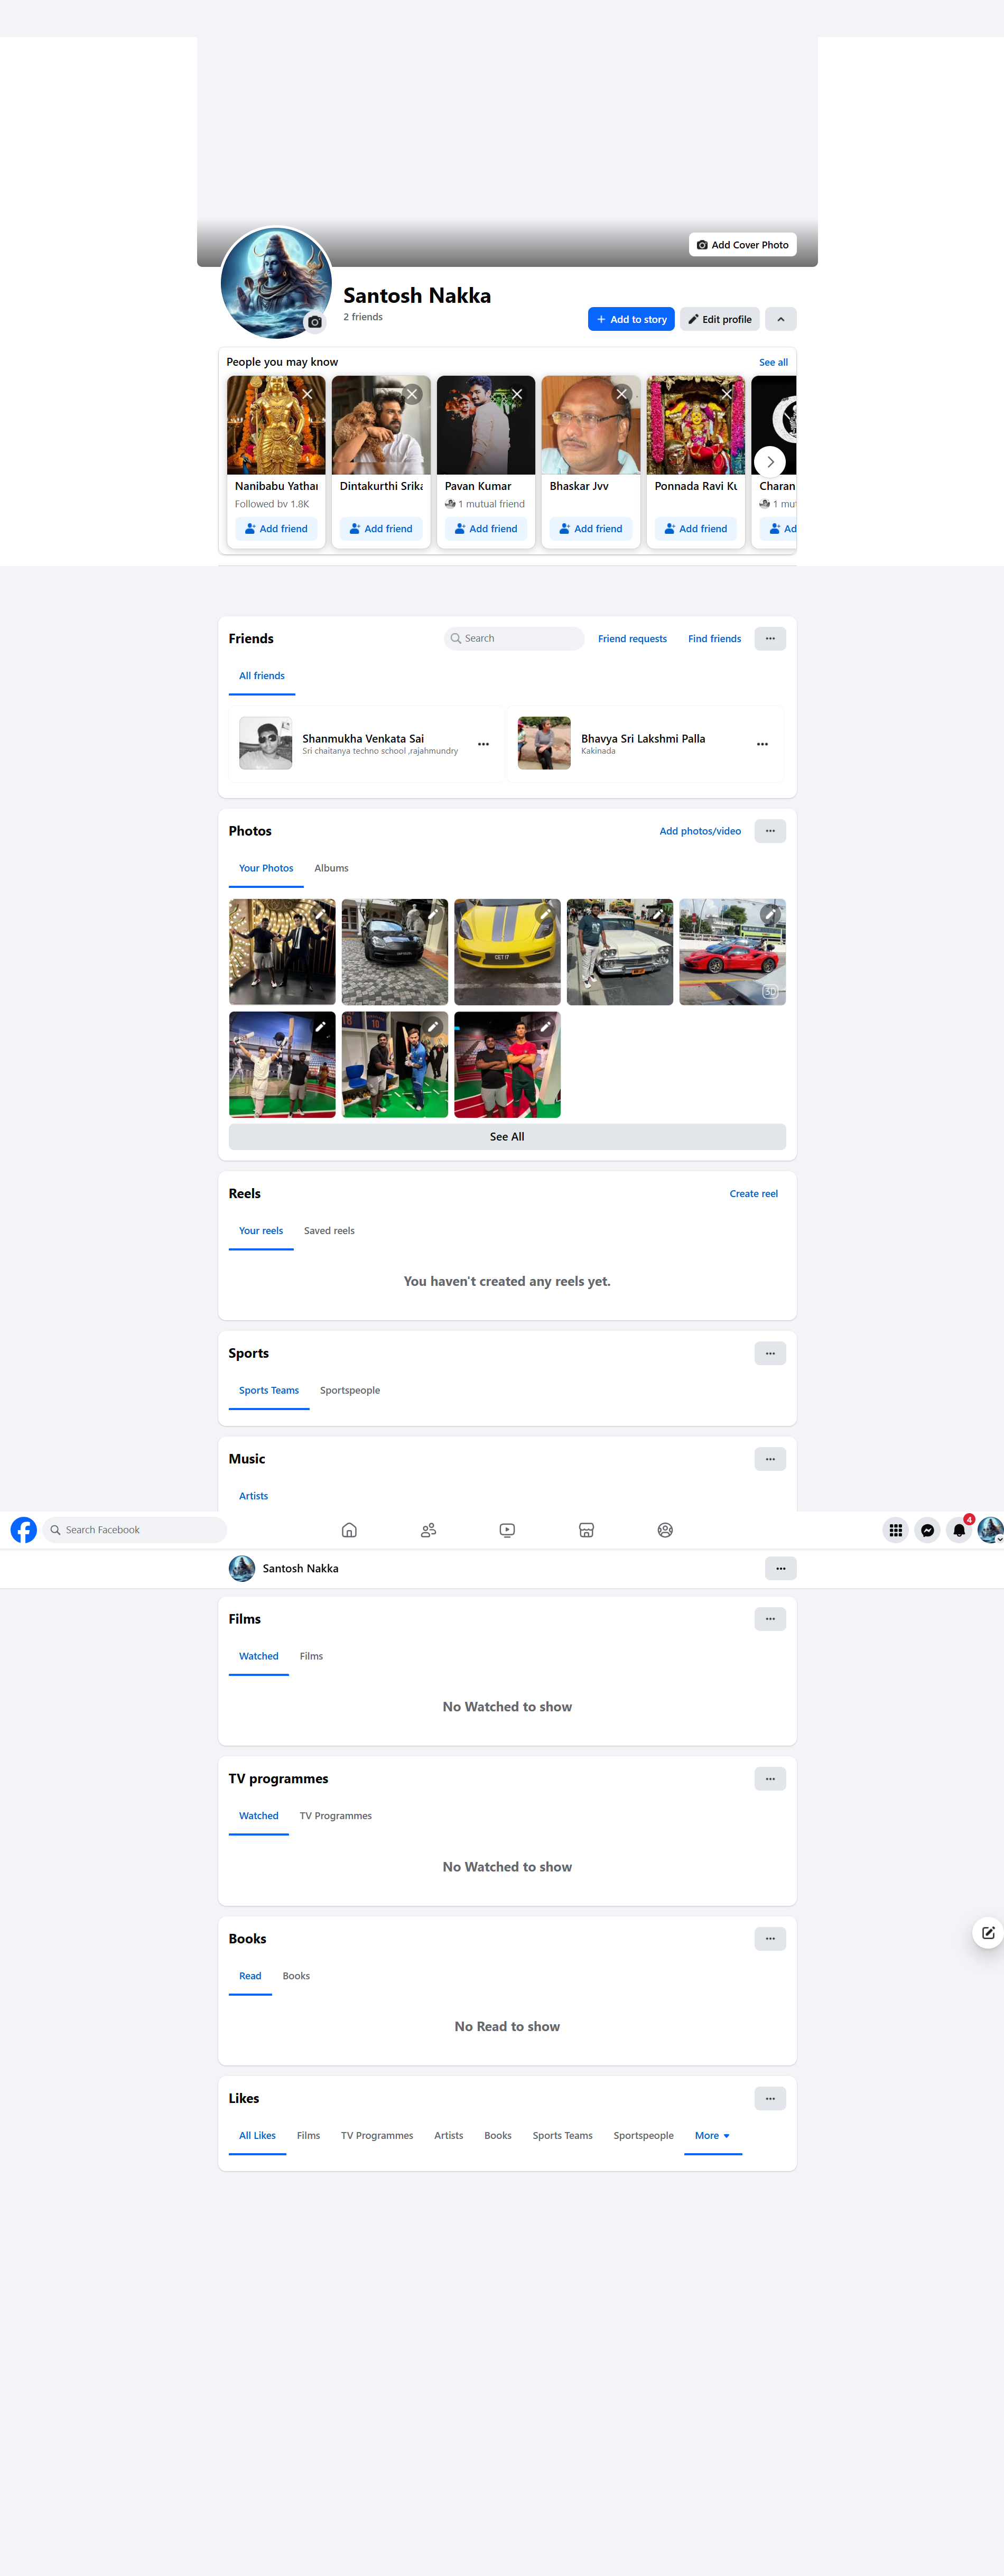 Add Cover Photo
Santosh Nakka
2 friends
Add to story
Edit profile
People you may know
See all
Nanibabu Yathar
Dintakurthi Srika
Pavan Kumar
Bhaskar Jvv
Ponnada Ravi Ku
Charan
Followed by 1.8K
1 mutual friend
1 mut
Add friend
Add friend
Add friend
Add friend
Add friend
Ad
Friends
Search
Friend requests
Find friends
All friends
Shanmukha Venkata Sai
Sri chaitanya techno school ,rajahmundry
Bhavya Sri Lakshmi Palla
Kakinada
Photos
Add photos/video
Your Photos
Albums
3D
18
10
See All
Reels
Create reel
Your reels
Saved reels
You haven't created any reels yet.
Sports
Sports Teams
Sportspeople
Music
Artists
Search Facebook
4
Santosh Nakka
Films
Watched
Films
No Watched to show
TV programmes
Watched
TV Programmes
No Watched to show
Books
Read
Books
No Read to show
Likes
All Likes
Films
TV Programmes
Artists
Books
Sports Teams
Sportspeople
More